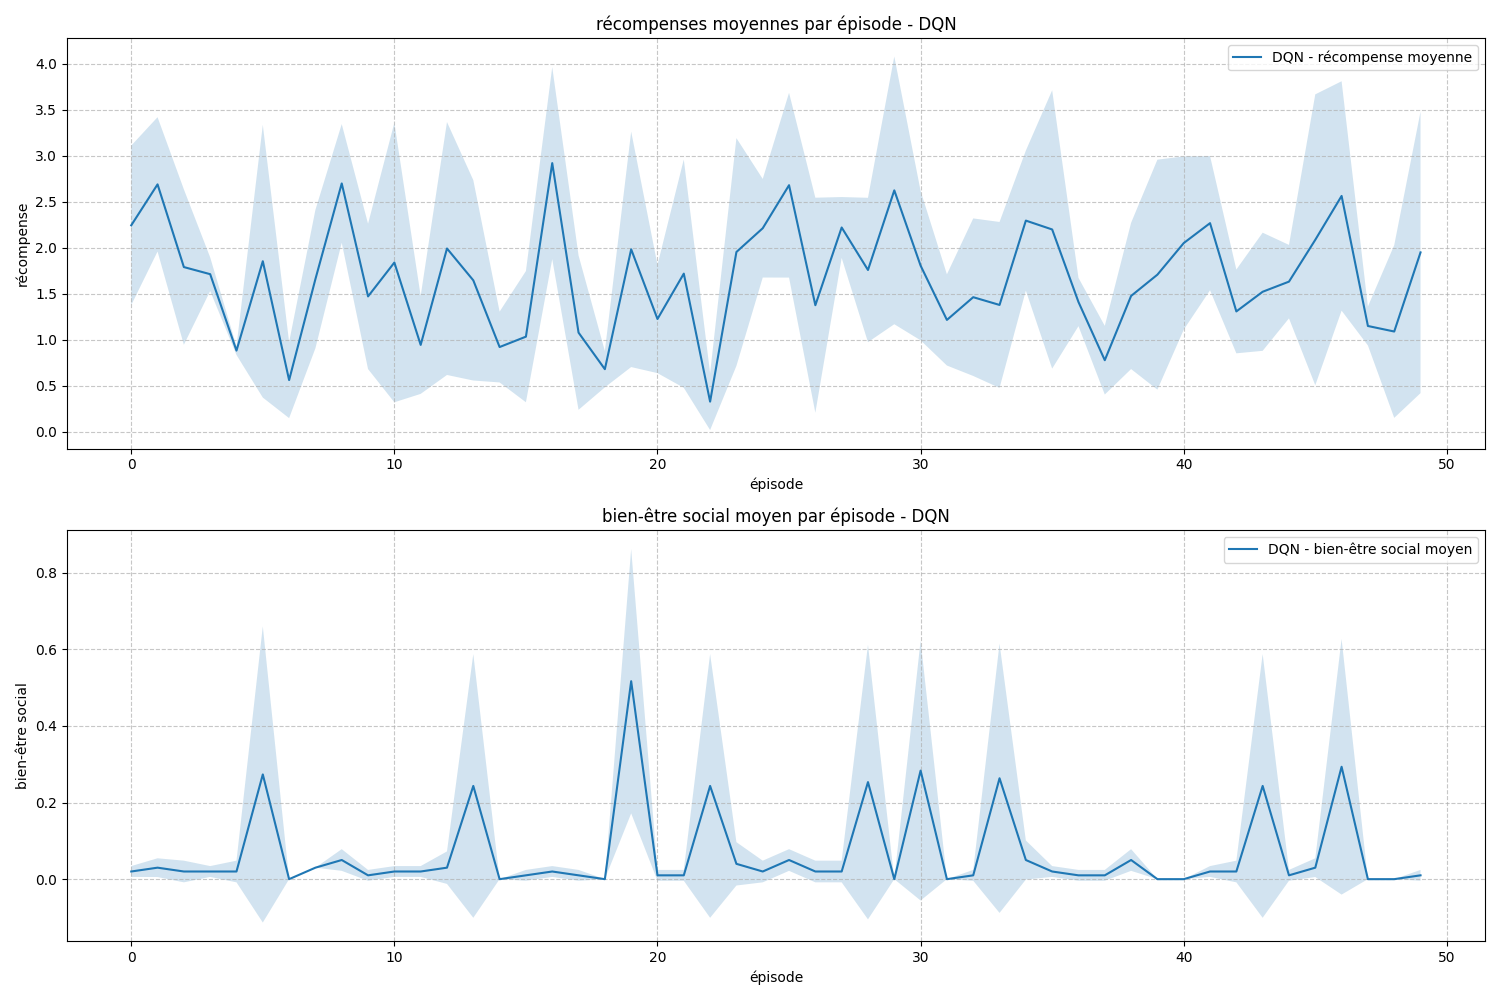 récompenses moyennes par épisode - DQN
DQN - récompense moyenne
récompense
4.0
3.5
3.0
2.5
2.0
1.5
1.0
0.5
0.0
0 10 20 30 40 50
épisode
bien-être social moyen par épisode - DQN
DQN - bien-être social moyen
bien-être social
0.8
0.6
0.4
0.2
0.0
0 10 20 30 40 50
épisode